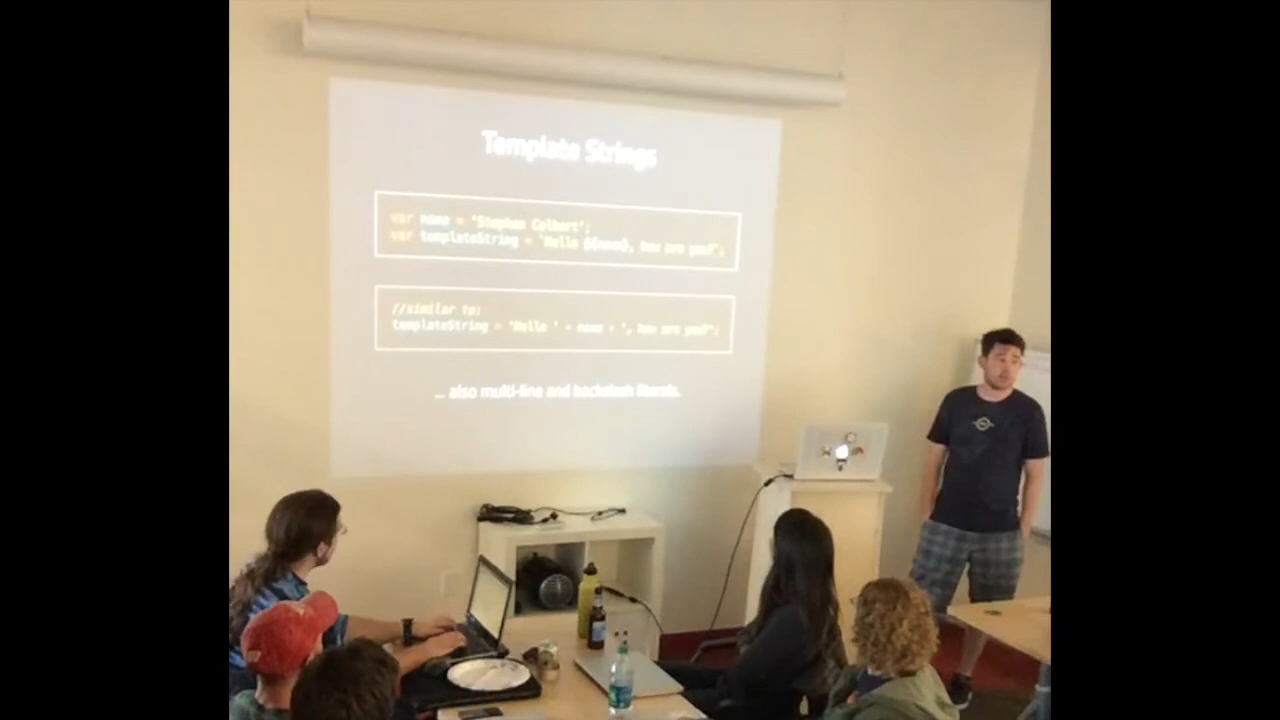 Template Strings
var name = 'Stephen Colbert';
var templateString = `Hello ${name}, how are you?`;
//similar to:
templateString = 'Hello ' + name + ', how are you?';
... also multi-line and backslash literals.